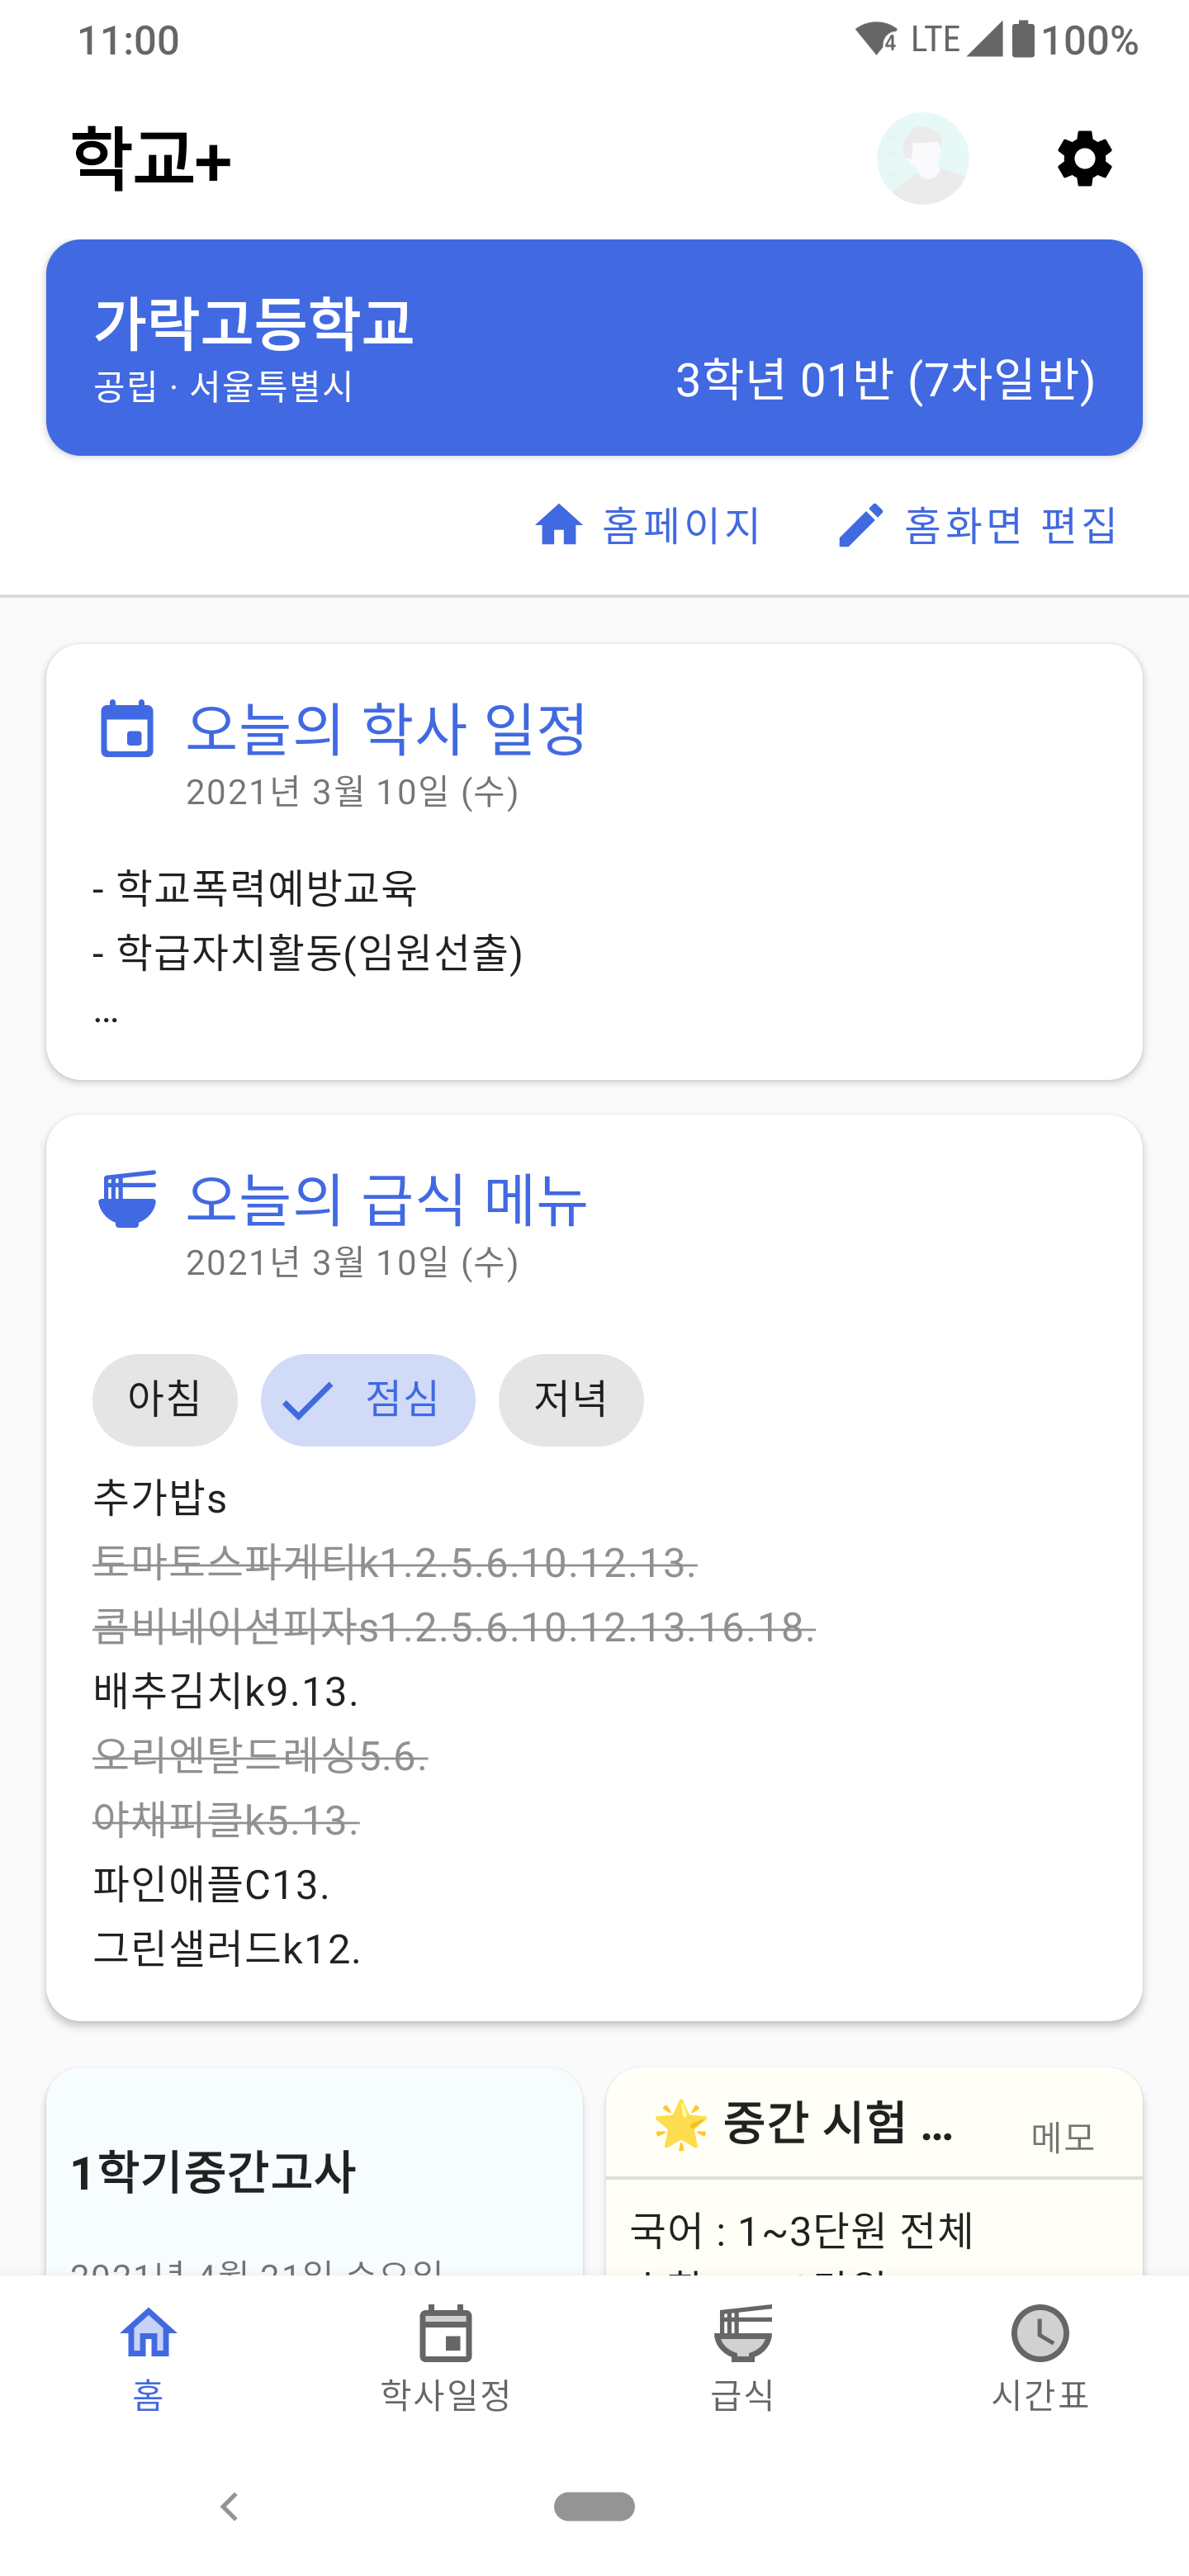 11:00
LTE 100%
학교+
가락고등학교
공립 · 서울특별시
3학년 01반 (7차일반)
홈페이지
홈화면 편집
오늘의 학사 일정
2021년 3월 10일 (수)
- 학교폭력예방교육
- 학급자치활동(임원선출)
...
오늘의 급식 메뉴
2021년 3월 10일 (수)
아침
점심
저녁
추가밥s
토마토스파게티k1.2.5.6.10.12.13.
콤비네이션피자s1.2.5.6.10.12.13.16.18.
배추김치k9.13.
오리엔탈드레싱5.6.
야채피클k5.13.
파인애플C13.
그린샐러드k12.
1학기중간고사
🌟 중간 시험 ...
메모
국어 : 1~3단원 전체
홈
학사일정
급식
시간표